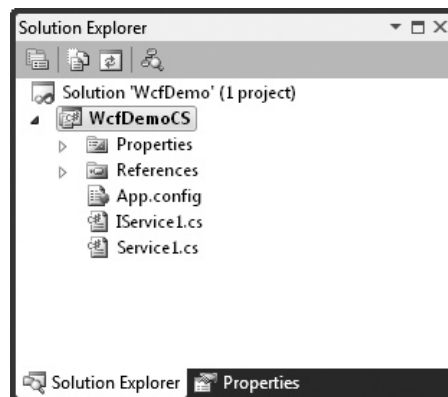 Solution Explorer
Solution 'WcfDemo' (1 project)
WcfDemoCS
Properties
References
App.config
IService1.cs
Service1.cs
Solution Explorer Properties